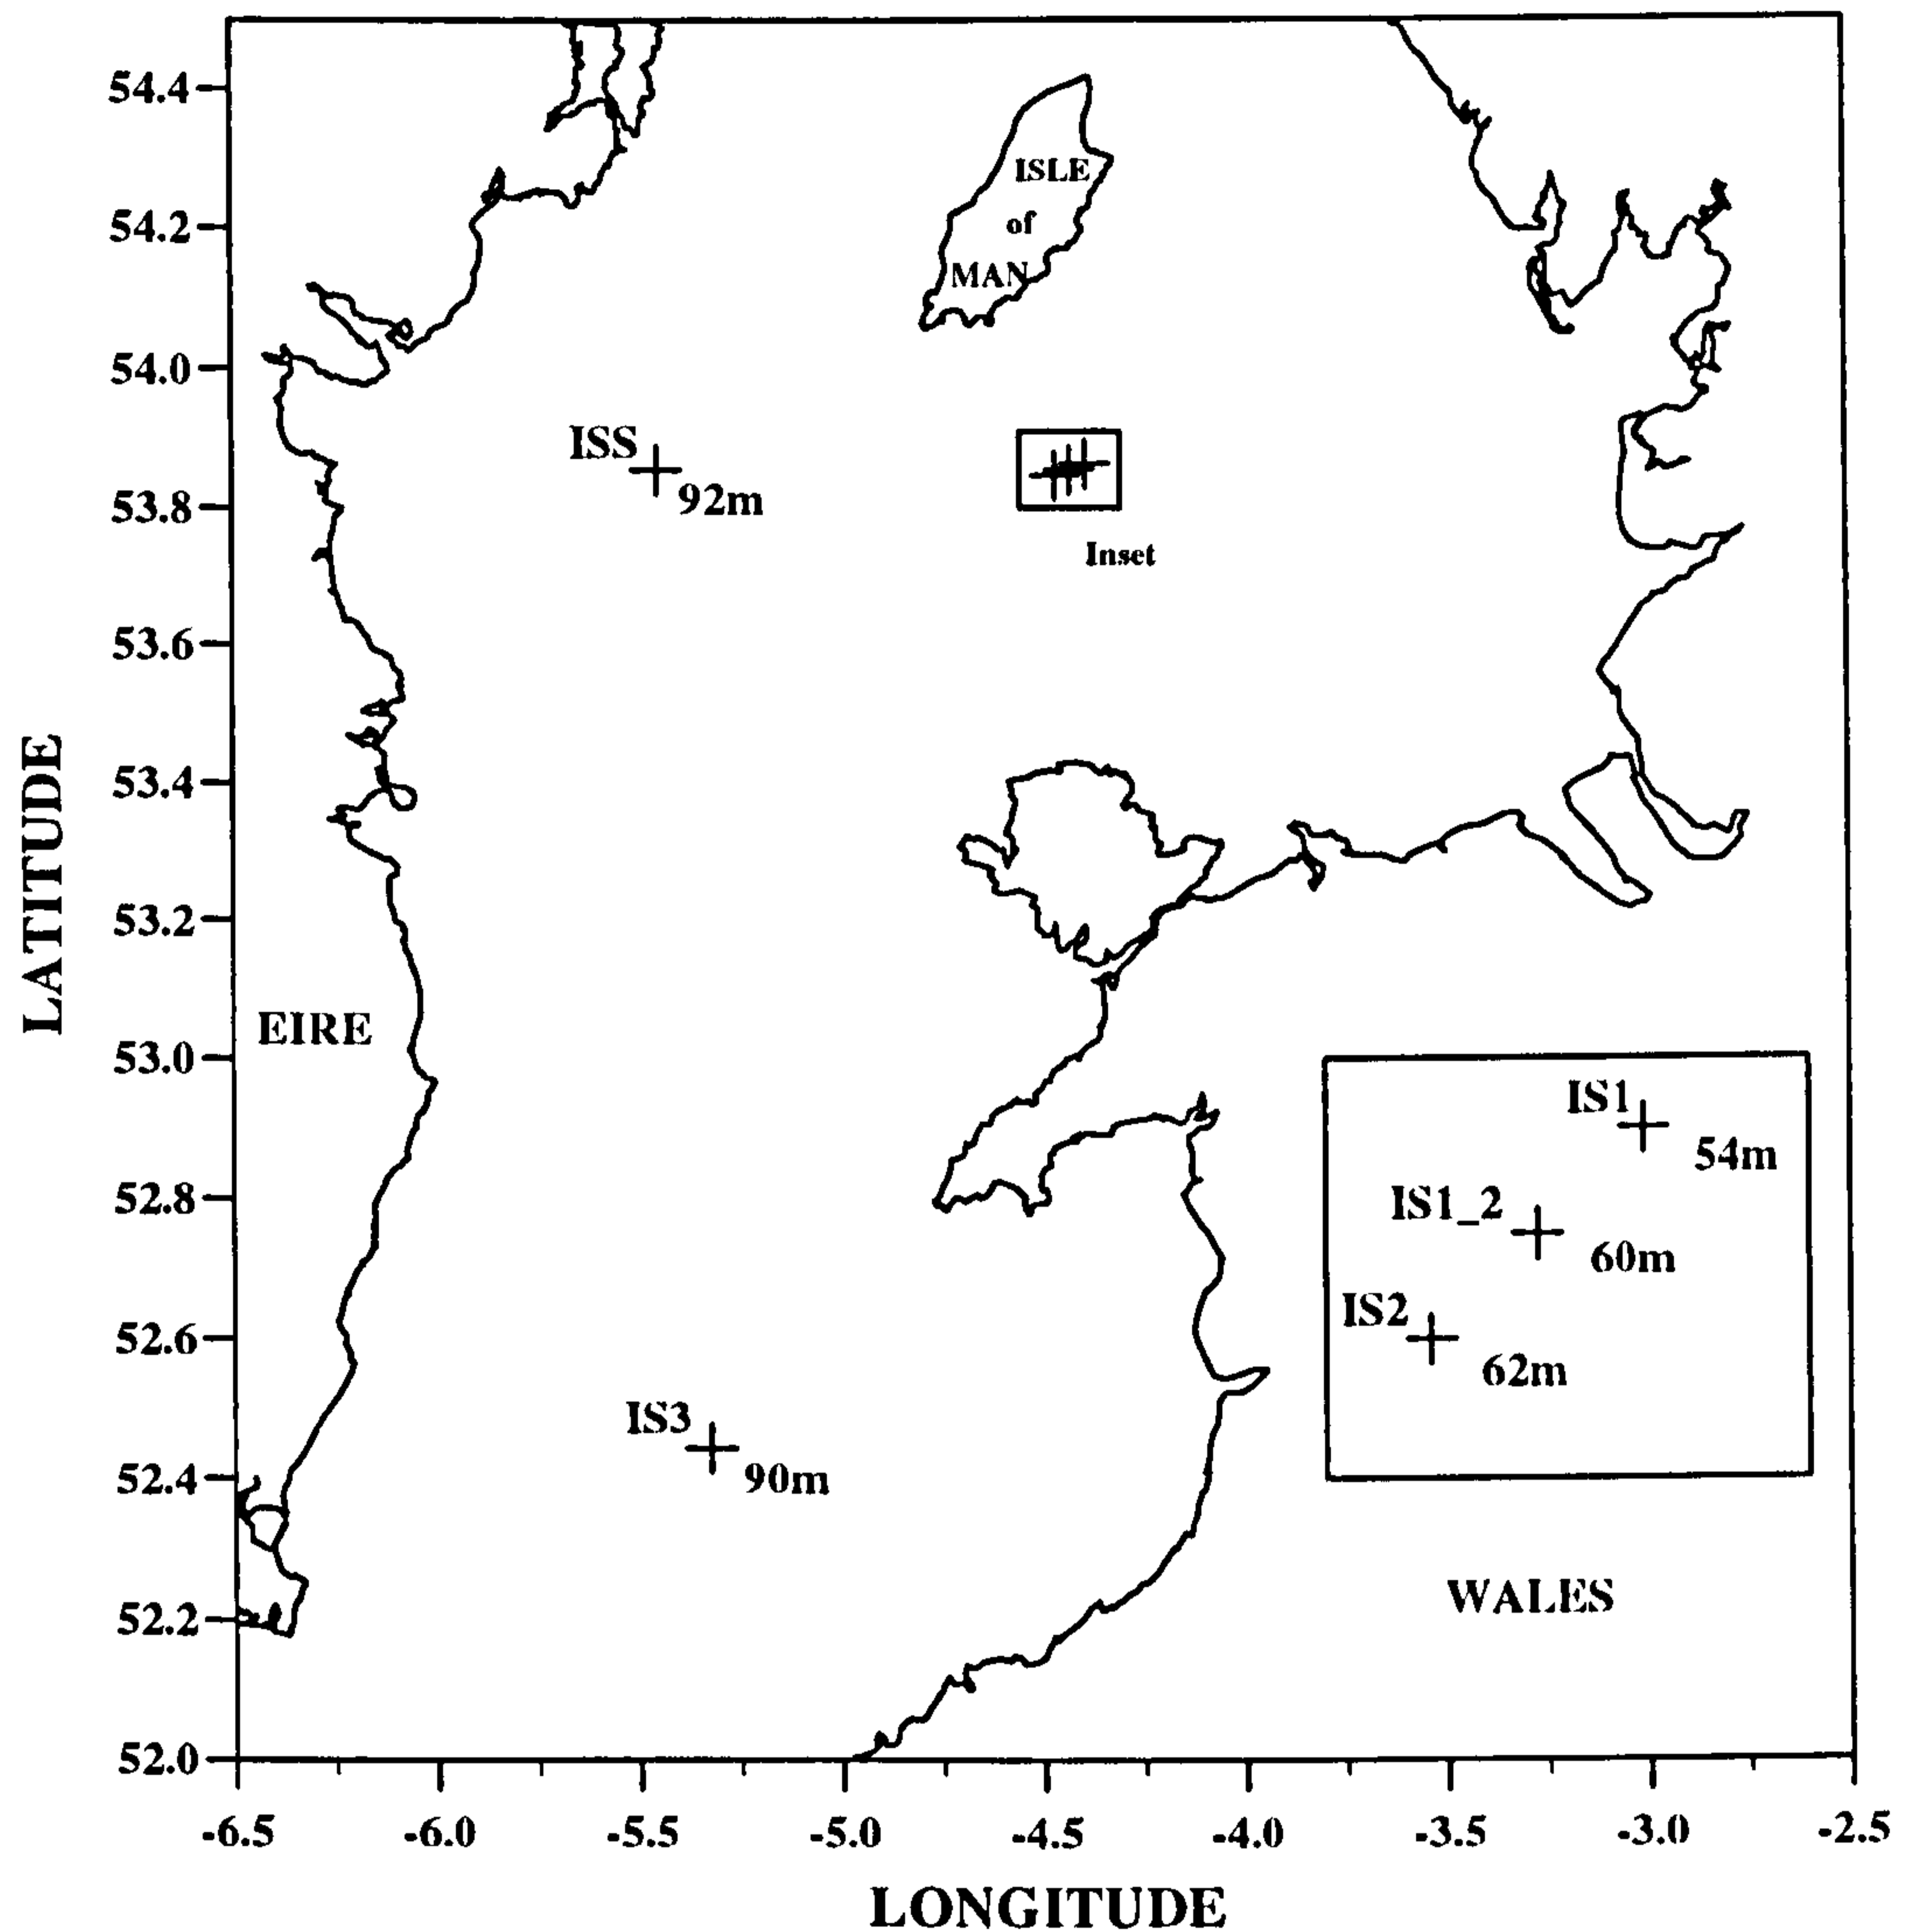 54.4
54.2
54.0
53.8
53.6
53.4
53.2
53.0
52.8
52.6
52.4
52.2
52.0
LATITUDE
ISLE
of
MAN
ISS
92m
Inset
EIRE
IS1
54m
IS1_2
60m
IS2
62m
IS3
90m
WALES
-6.5 -6.0 -5.5 -5.0 -4.5 -4.0 -3.5 -3.0 -2.5
LONGITUDE